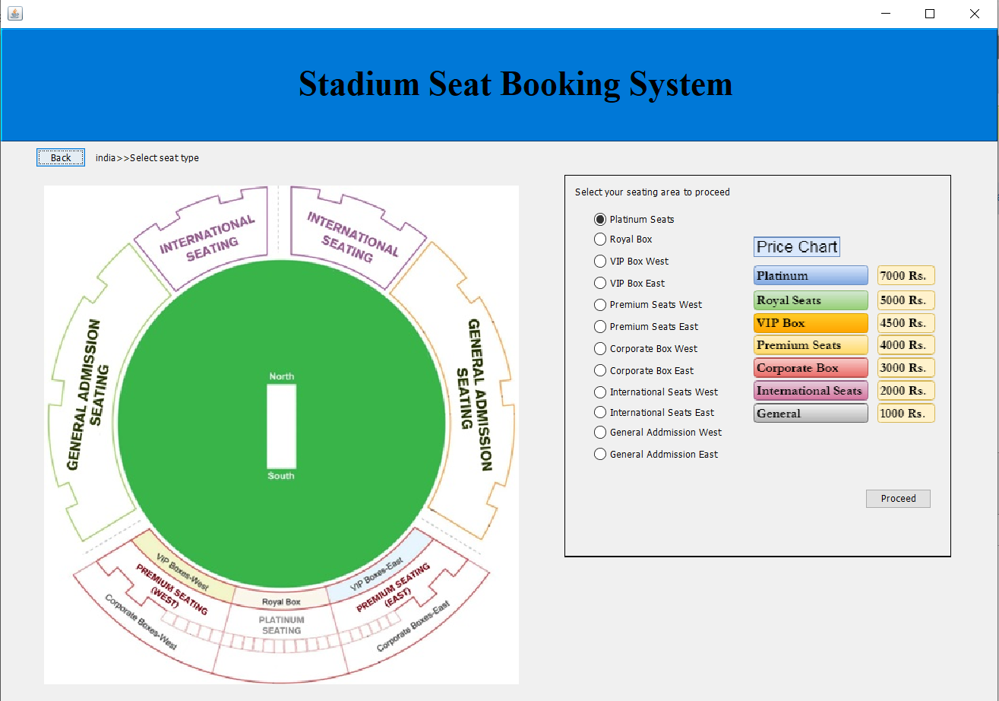 Stadium Seat Booking System
Back
india>>Select seat type
INTERNATIONAL
SEATING
INTERNATIONAL
SEATING
GENERAL ADMISSION
SEATING
GENERAL ADMISSION
SEATING
North
South
VIP Boxes-West
VIP Boxes-East
PREMIUM SEATING
(WEST)
PREMIUM SEATING
(EAST)
Royal Box
PLATINUM
SEATING
Corporate Boxes-West
Corporate Boxes-East
Select your seating area to proceed
Platinum Seats
Royal Box
VIP Box West
VIP Box East
Premium Seats West
Premium Seats East
Corporate Box West
Corporate Box East
International Seats West
International Seats East
General Addmission West
General Addmission East
Price Chart
Platinum 7000 Rs.
Royal Seats 5000 Rs.
VIP Box 4500 Rs.
Premium Seats 4000 Rs.
Corporate Box 3000 Rs.
International Seats 2000 Rs.
General 1000 Rs.
Proceed